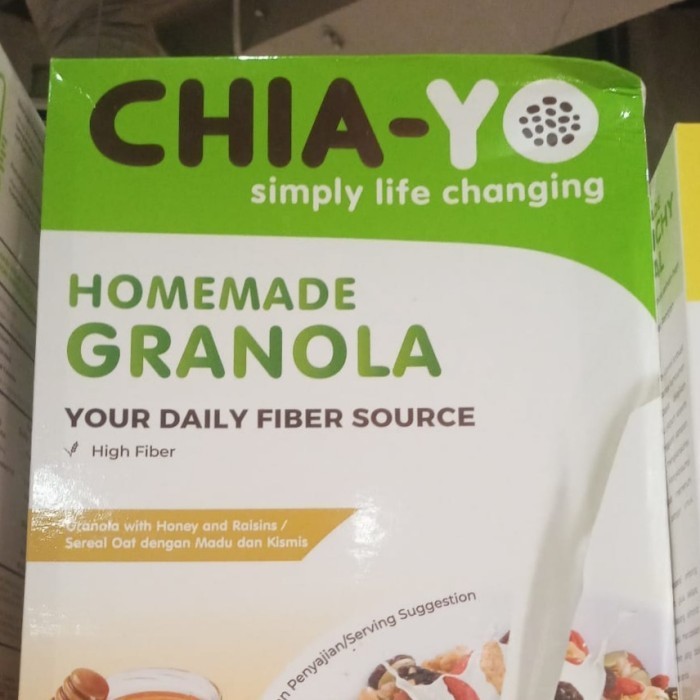 CHIA-YO
simply life changing
HOMEMADE
GRANOLA
YOUR DAILY FIBER SOURCE
High Fiber
Granola with Honey and Raisins /
Sereal Oat dengan Madu dan Kismis
Penyajian/Serving Suggestion